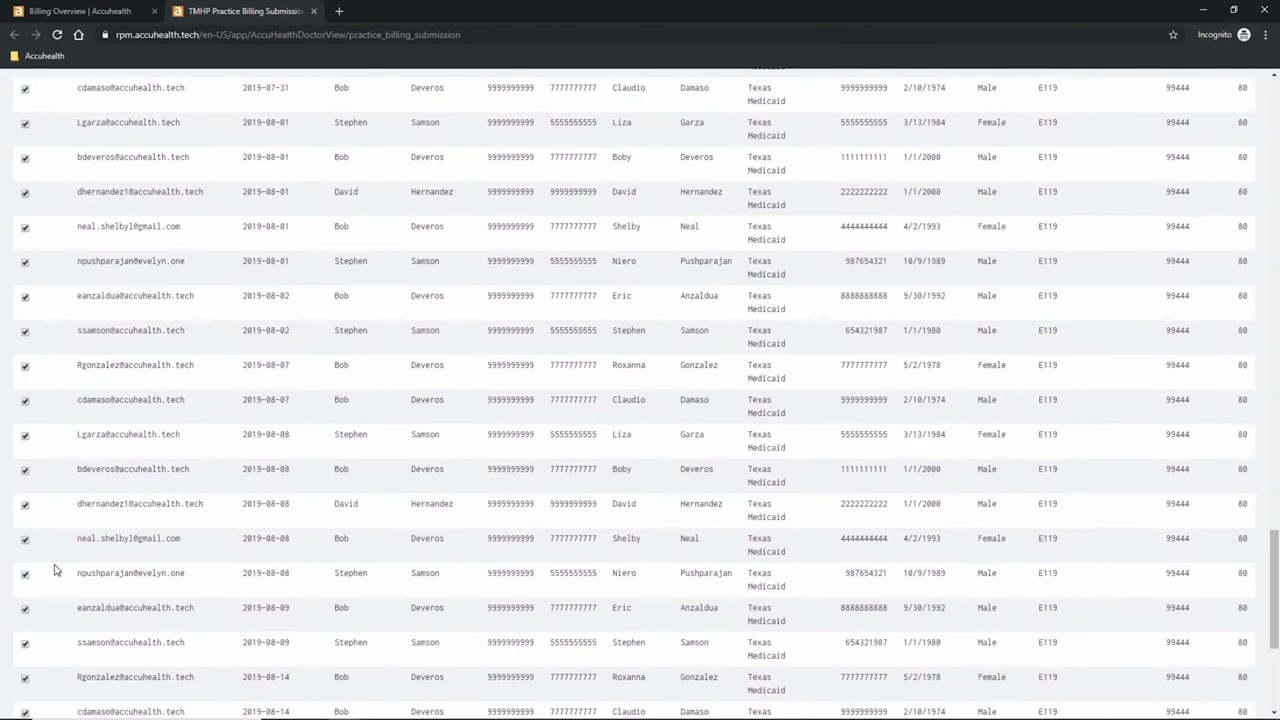 Billing Overview | Accuhealth
TMHP Practice Billing Submission
rpm.accuhealth.tech/en-US/app/AccuHealthDoctorView/practice_billing_submission
Incognito
Accuhealth
cdamaso@accuhealth.tech 2019-07-31 Bob Deveros 9999999999 7777777777 Claudio Damaso Texas 9999999999 2/10/1974 Male E119 99444 80
Medicaid
Lgarza@accuhealth.tech 2019-08-01 Stephen Samson 9999999999 5555555555 Liza Garza Texas 5555555555 3/13/1984 Female E119 99444 80
Medicaid
bdeveros@accuhealth.tech 2019-08-01 Bob Deveros 9999999999 7777777777 Boby Deveros Texas 1111111111 1/1/2000 Male E119 99444 80
Medicaid
dhernandez1@accuhealth.tech 2019-08-01 David Hernandez 9999999999 9999999999 David Hernandez Texas 2222222222 1/1/2000 Male E119 99444 80
Medicaid
neal.shelbyl@gmail.com 2019-08-01 Bob Deveros 9999999999 7777777777 Shelby Neal Texas 4444444444 4/2/1993 Female E119 99444 80
Medicaid
npushparajan@evelyn.one 2019-08-01 Stephen Samson 9999999999 5555555555 Niero Pushparajan Texas 987654321 10/9/1989 Male E119 99444 80
Medicaid
eanzaldua@accuhealth.tech 2019-08-02 Bob Deveros 9999999999 7777777777 Eric Anzaldua Texas 8888888888 9/30/1992 Male E119 99444 80
Medicaid
ssamson@accuhealth.tech 2019-08-02 Stephen Samson 9999999999 5555555555 Stephen Samson Texas 654321987 1/1/1980 Male E119 99444 80
Medicaid
Rgonzalez@accuhealth.tech 2019-08-07 Bob Deveros 9999999999 7777777777 Roxanna Gonzalez Texas 7777777777 5/2/1978 Female E119 99444 80
Medicaid
cdamaso@accuhealth.tech 2019-08-07 Bob Deveros 9999999999 7777777777 Claudio Damaso Texas 9999999999 2/10/1974 Male E119 99444 80
Medicaid
Lgarza@accuhealth.tech 2019-08-08 Stephen Samson 9999999999 5555555555 Liza Garza Texas 5555555555 3/13/1984 Female E119 99444 80
Medicaid
bdeveros@accuhealth.tech 2019-08-08 Bob Deveros 9999999999 7777777777 Boby Deveros Texas 1111111111 1/1/2000 Male E119 99444 80
Medicaid
dhernandez1@accuhealth.tech 2019-08-08 David Hernandez 9999999999 9999999999 David Hernandez Texas 2222222222 1/1/2000 Male E119 99444 80
Medicaid
neal.shelbyl@gmail.com 2019-08-08 Bob Deveros 9999999999 7777777777 Shelby Neal Texas 4444444444 4/2/1993 Female E119 99444 80
Medicaid
npushparajan@evelyn.one 2019-08-08 Stephen Samson 9999999999 5555555555 Niero Pushparajan Texas 987654321 10/9/1989 Male E119 99444 80
Medicaid
eanzaldua@accuhealth.tech 2019-08-09 Bob Deveros 9999999999 7777777777 Eric Anzaldua Texas 8888888888 9/30/1992 Male E119 99444 80
Medicaid
ssamson@accuhealth.tech 2019-08-09 Stephen Samson 9999999999 5555555555 Stephen Samson Texas 654321987 1/1/1980 Male E119 99444 80
Medicaid
Rgonzalez@accuhealth.tech 2019-08-14 Bob Deveros 9999999999 7777777777 Roxanna Gonzalez Texas 7777777777 5/2/1978 Female E119 99444 80
Medicaid
cdamaso@accuhealth.tech 2019-08-14 Bob Deveros 9999999999 7777777777 Claudio Damaso Texas 9999999999 2/10/1974 Male E119 99444 80